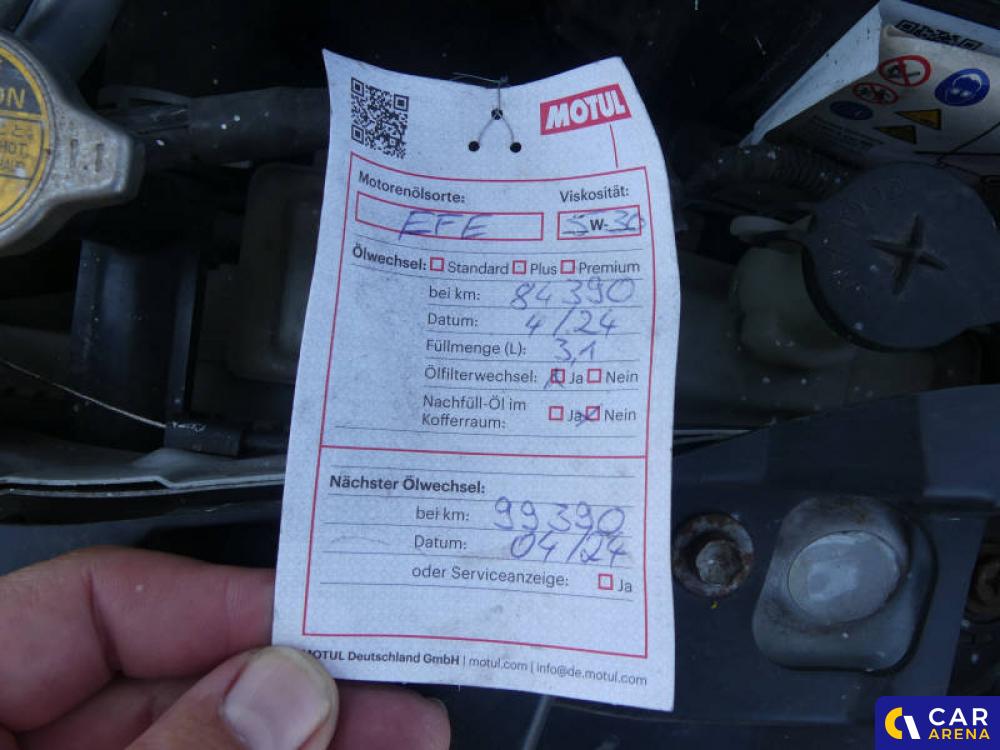 MOTUL
Motorenölsorte:
Viskosität:
EFE
5W-30
Ölwechsel: Standard Plus Premium
bei km: 84390
Datum: 4/24
Füllmenge (L): 3,1
Ölfilterwechsel: Ja Nein
Nachfüll-Öl im
Kofferraum: Ja Nein
Nächster Ölwechsel:
bei km: 99390
Datum: 04/24
oder Serviceanzeige: Ja
MOTUL Deutschland GmbH | motul.com | info@de.motul.com
CAR
ARENA